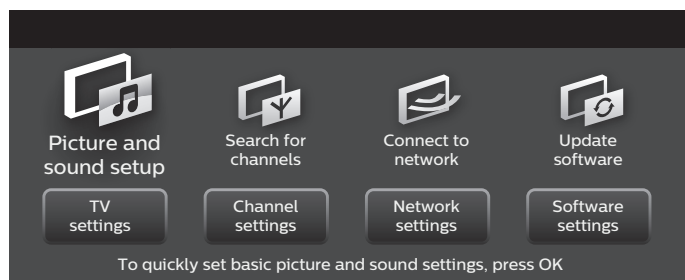 Picture and
sound setup
Search for
channels
Connect to
network
Update
software
TV
settings
Channel
settings
Network
settings
Software
settings
To quickly set basic picture and sound settings, press OK